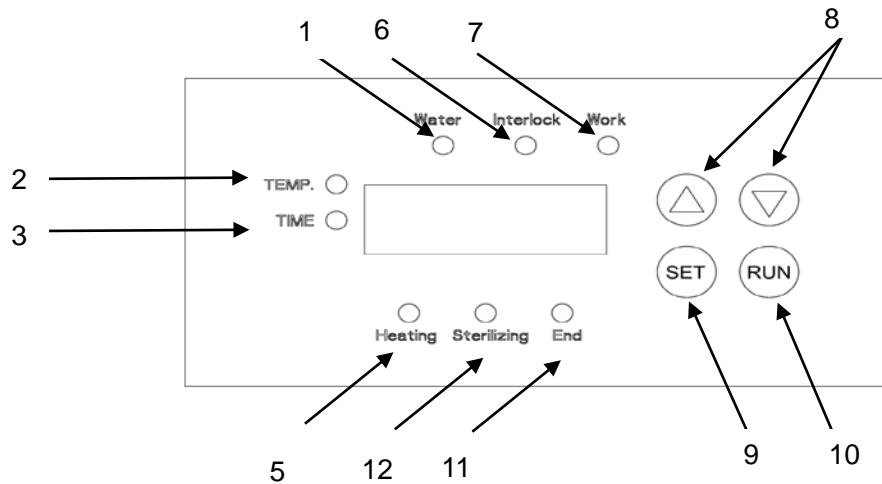 1 6 7 8
Water Interlock Work
2 TEMP.
3 TIME
SET RUN
Heating Sterilizing End
5 12 11 9 10